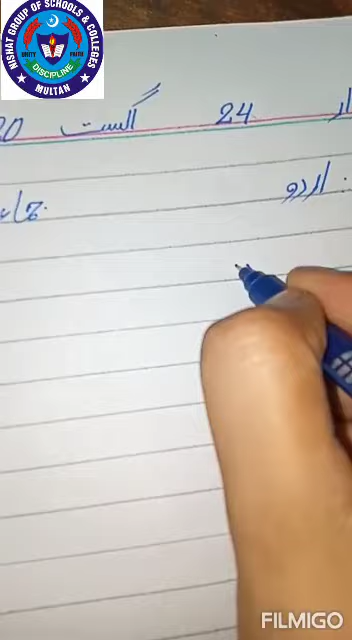 NISHAT GROUP OF SCHOOLS & COLLEGES
UNITY FAITH
DISCIPLINE
MULTAN
24 اگست
اردو
FILMIGO